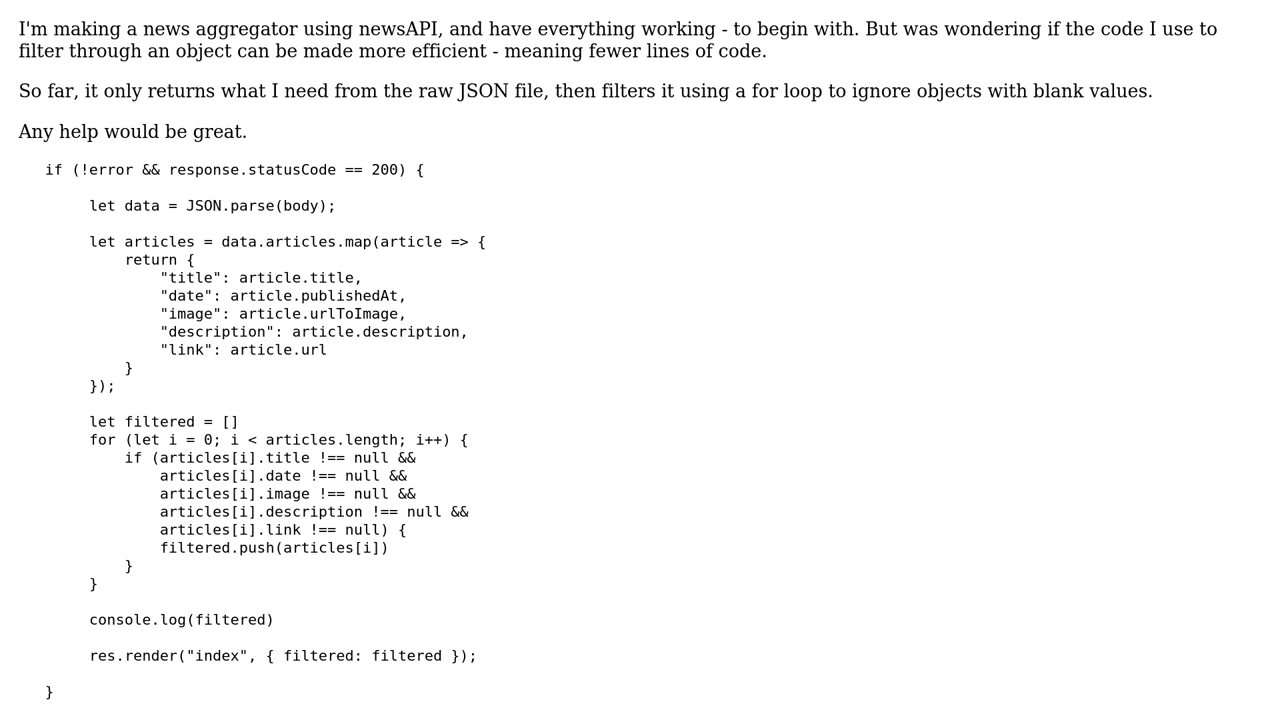 I'm making a news aggregator using newsAPI, and have everything working - to begin with. But was wondering if the code I use to
filter through an object can be made more efficient - meaning fewer lines of code.
So far, it only returns what I need from the raw JSON file, then filters it using a for loop to ignore objects with blank values.
Any help would be great.
if (!error && response.statusCode == 200) {
let data = JSON.parse(body);
let articles = data.articles.map(article => {
return {
"title": article.title,
"date": article.publishedAt,
"image": article.urlToImage,
"description": article.description,
"link": article.url
}
});
let filtered = []
for (let i = 0; i < articles.length; i++) {
if (articles[i].title !== null &&
articles[i].date !== null &&
articles[i].image !== null &&
articles[i].description !== null &&
articles[i].link !== null) {
filtered.push(articles[i])
}
}
console.log(filtered)
res.render("index", { filtered: filtered });
}